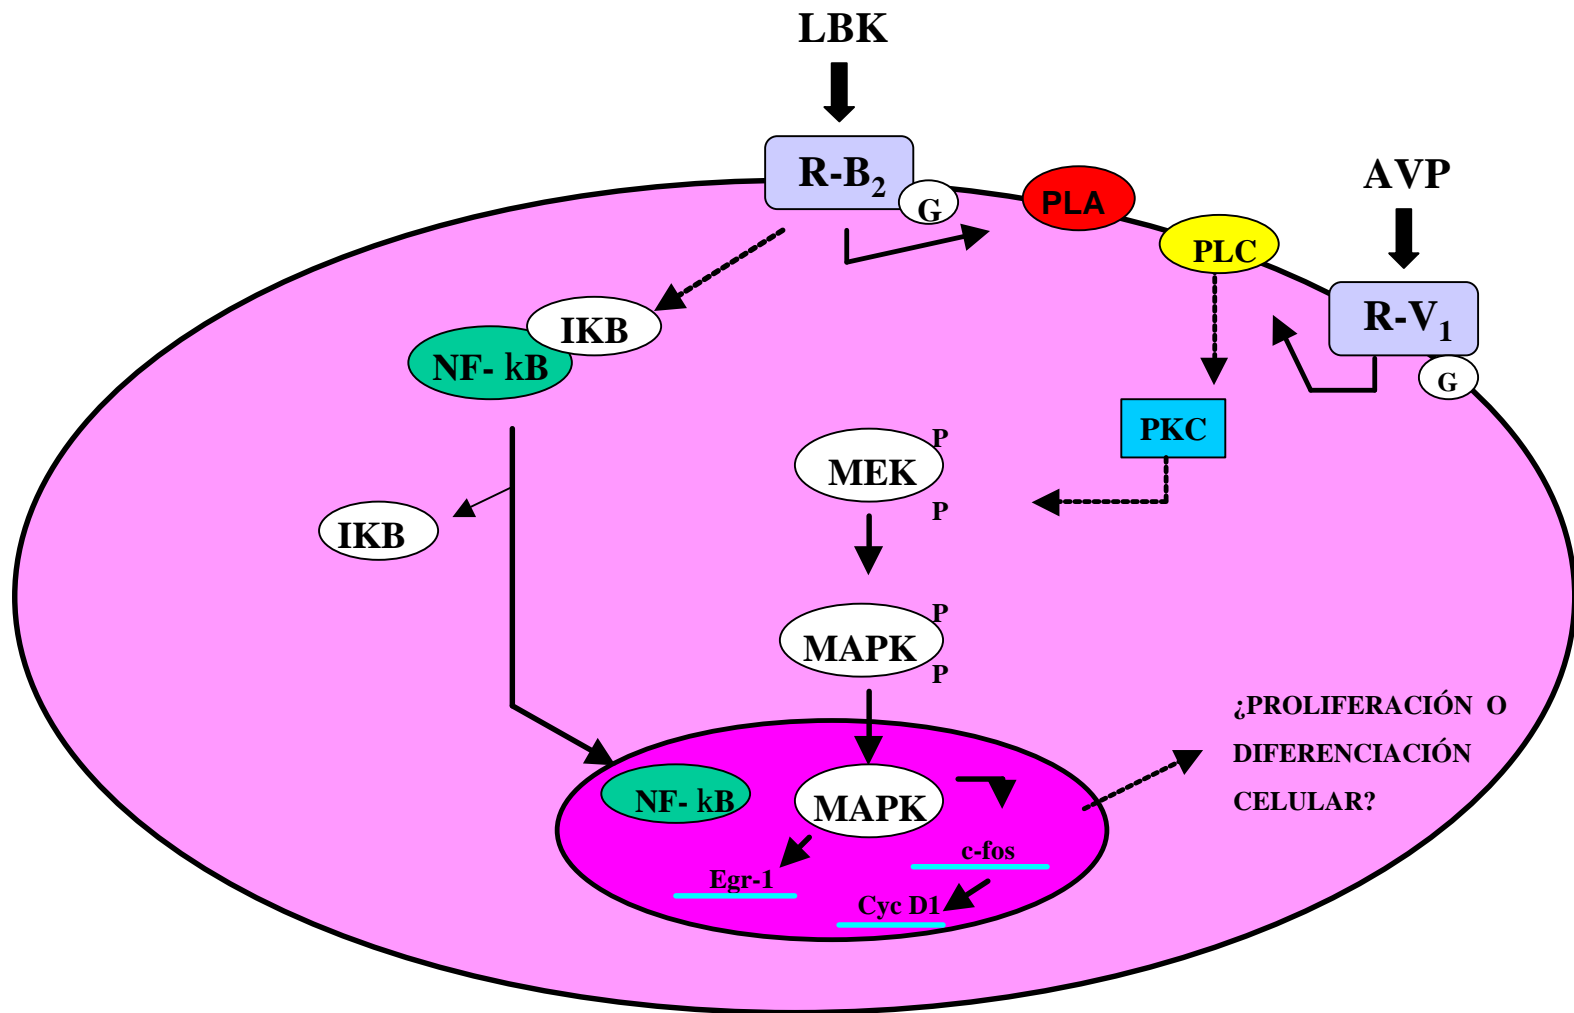 LBK
R-B2
G
PLA
AVP
PLC
R-V1
G
IKB
NF- kB
PKC
P
MEK
P
IKB
P
MAPK
P
¿PROLIFERACIÓN O
DIFERENCIACIÓN
CELULAR?
NF- kB
MAPK
c-fos
Egr-1
Cyc D1